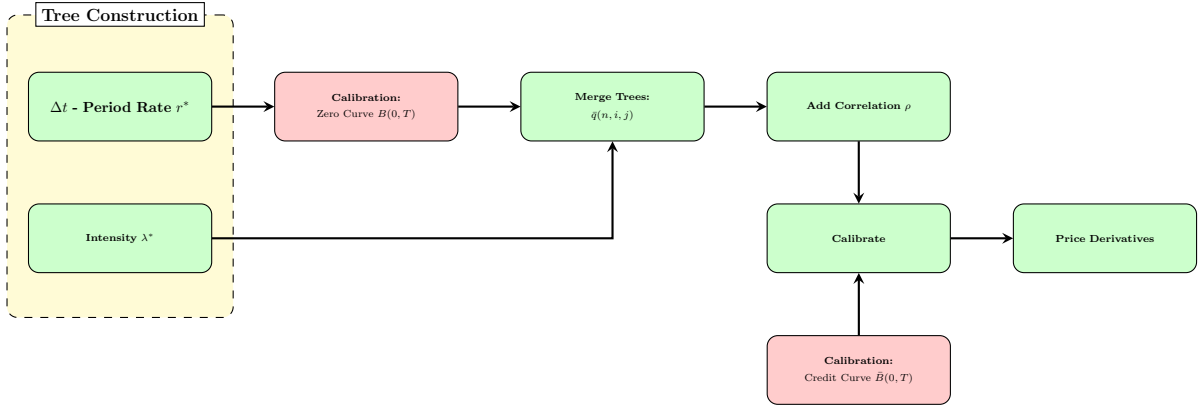 Tree Construction
Δt - Period Rate r*
Calibration:
Zero Curve B(0, T)
Merge Trees:
q̄(n, i, j)
Add Correlation ρ
Intensity λ*
Calibrate
Price Derivatives
Calibration:
Credit Curve B̄(0, T)